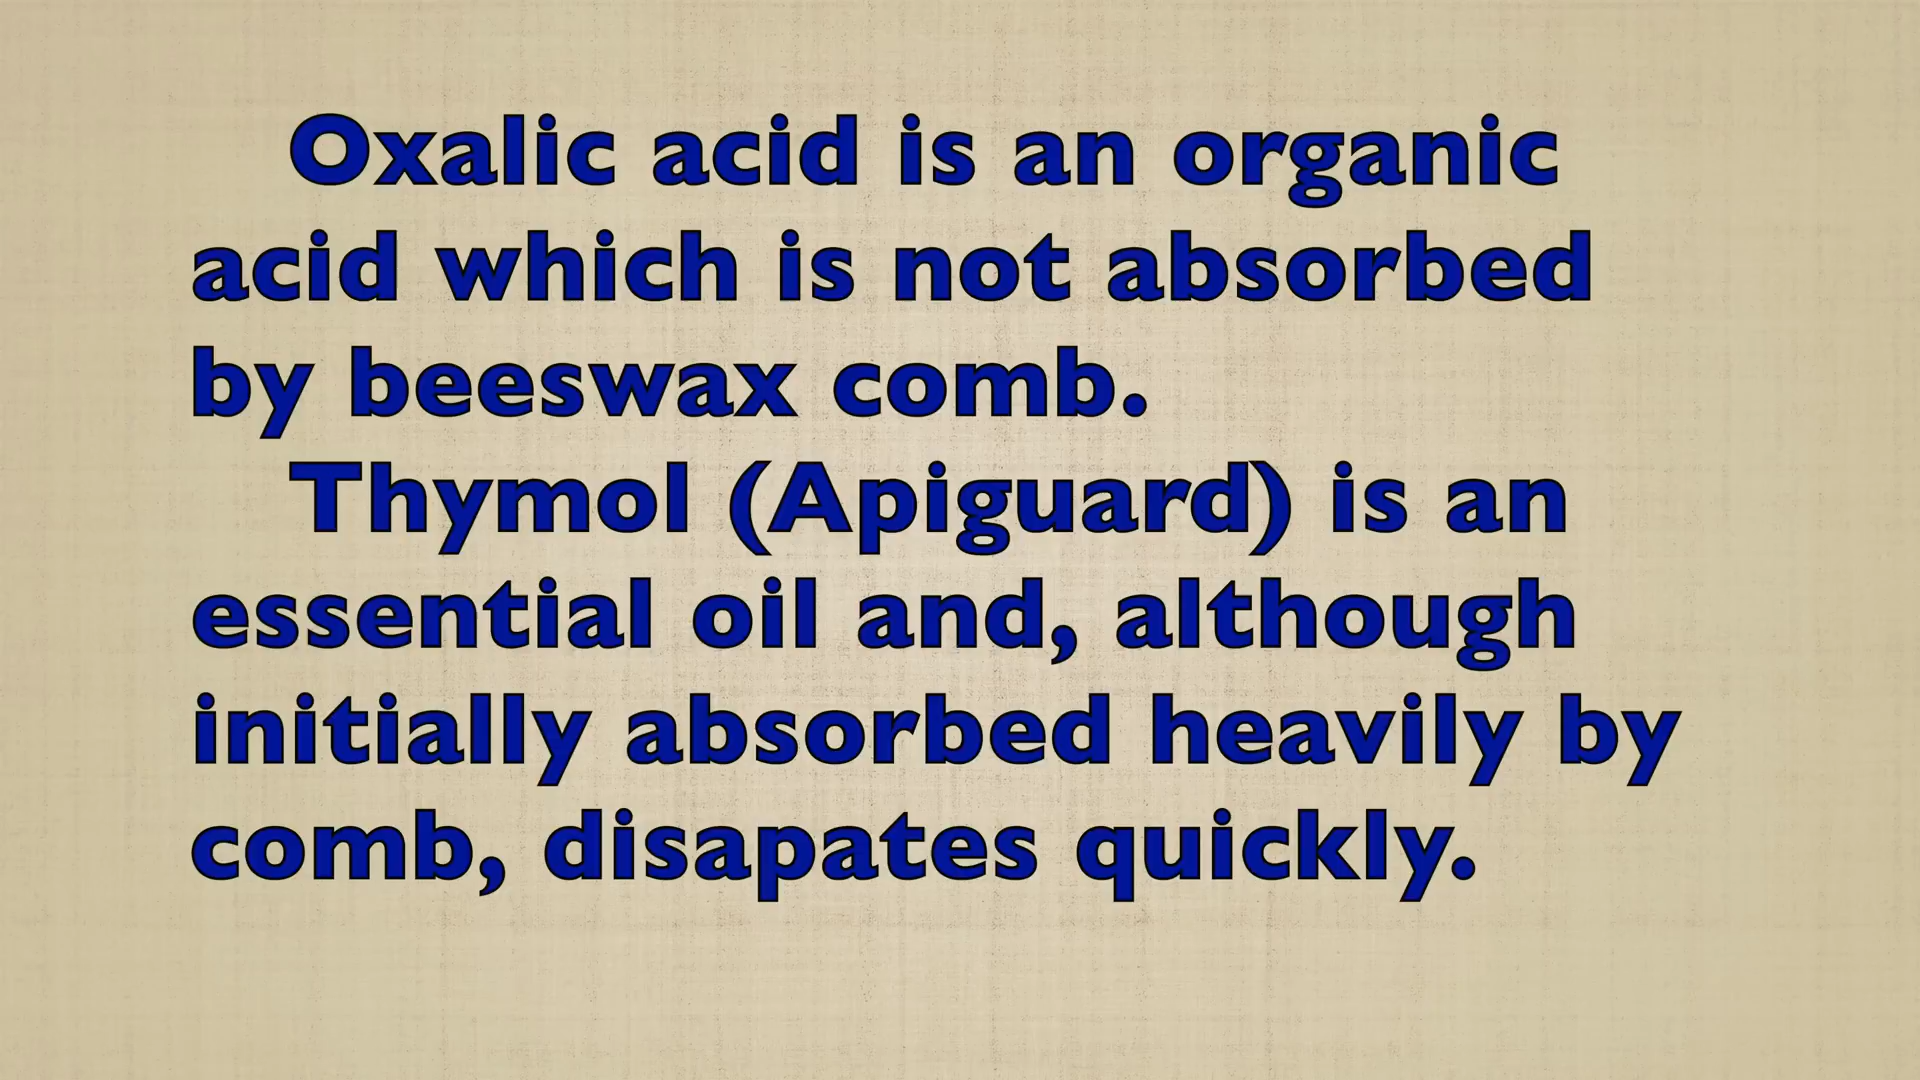 Oxalic acid is an organic
acid which is not absorbed
by beeswax comb.
Thymol (Apiguard) is an
essential oil and, although
initially absorbed heavily by
comb, disapates quickly.